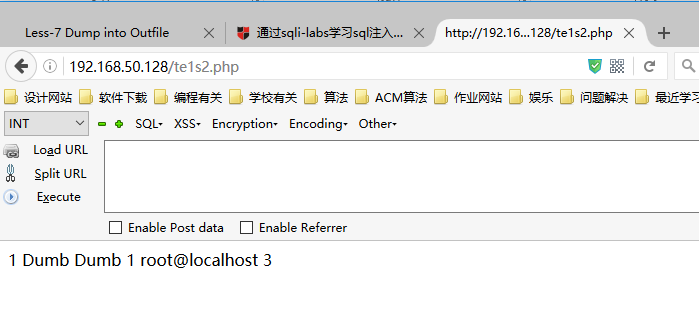 Less-7 Dump into Outfile
通过sqli-labs学习sql注入...
http://192.16...128/te1s2.php
192.168.50.128/te1s2.php
设计网站 软件下载 编程有关 学校有关 算法 ACM算法 作业网站 娱乐 问题解决 最近学习
INT SQL XSS Encryption Encoding Other
Load URL
Split URL
Execute
Enable Post data Enable Referrer
1 Dumb Dumb 1 root@localhost 3